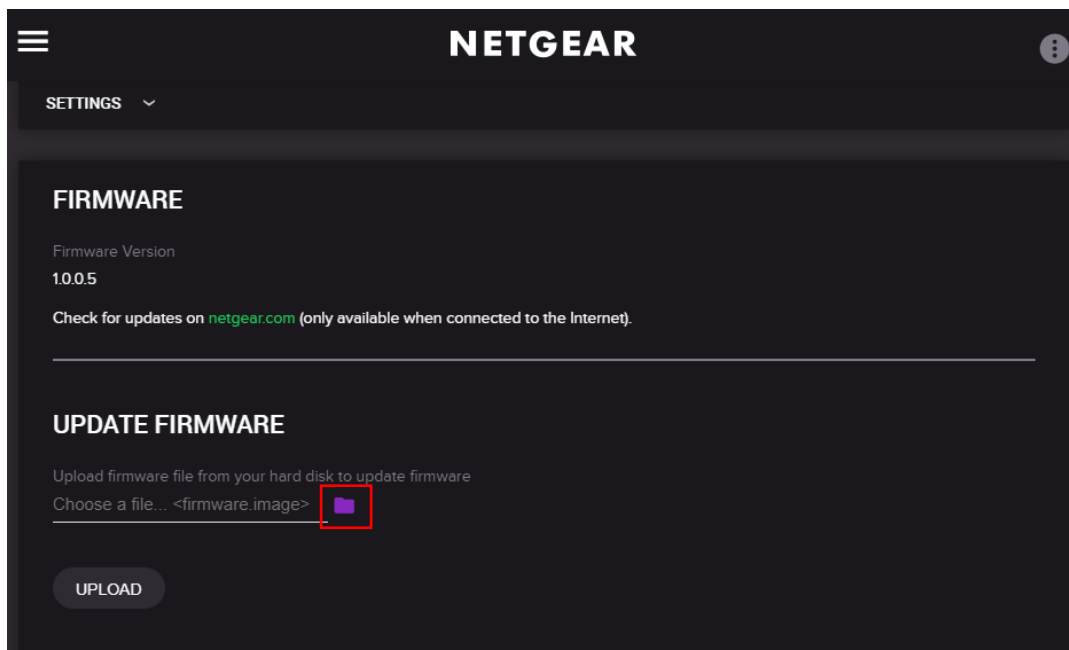 NETGEAR
SETTINGS
FIRMWARE
Firmware Version
1.0.0.5
Check for updates on netgear.com (only available when connected to the Internet).
UPDATE FIRMWARE
Upload firmware file from your hard disk to update firmware
Choose a file... <firmware.image>
UPLOAD